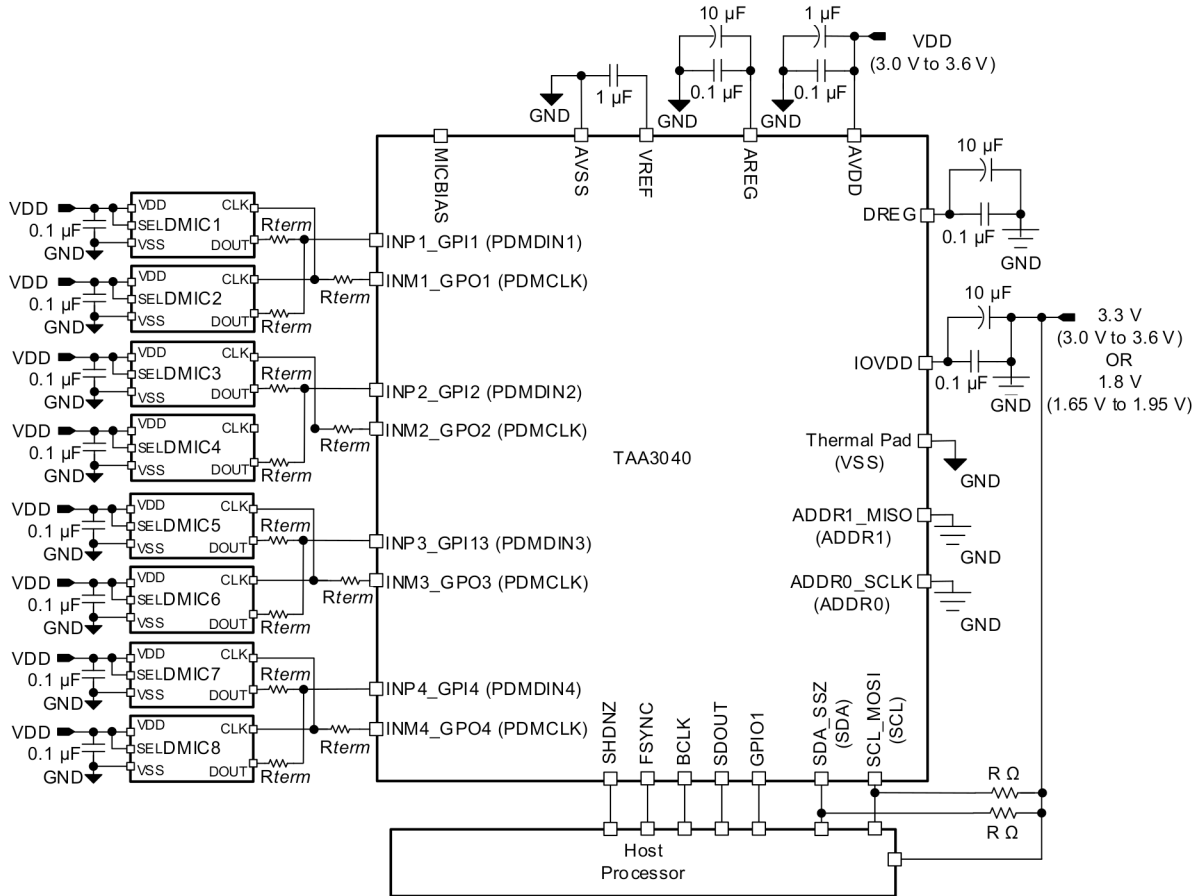 10 µF
1 µF
VDD
(3.0 V to 3.6 V)
1 µF
0.1 µF
0.1 µF
GND
GND
GND
MICBIAS
AVSS
VREF
AREG
AVDD
10 µF
DREG
0.1 µF
GND
10 µF
3.3 V
(3.0 V to 3.6 V)
OR
1.8 V
(1.65 V to 1.95 V)
IOVDD
0.1 µF
GND
Thermal Pad
(VSS)
GND
ADDR1_MISO
(ADDR1)
GND
ADDR0_SCLK
(ADDR0)
GND
TAA3040
VDD
0.1 µF
GND
VDD
CLK
SEL
DMIC1
VSS
DOUT
Rterm
INP1_GPI1 (PDMDIN1)
INM1_GPO1 (PDMCLK)
Rterm
VDD
0.1 µF
GND
VDD
CLK
SEL
DMIC2
VSS
DOUT
Rterm
VDD
0.1 µF
GND
VDD
CLK
SEL
DMIC3
VSS
DOUT
Rterm
INP2_GPI2 (PDMDIN2)
INM2_GPO2 (PDMCLK)
Rterm
VDD
0.1 µF
GND
VDD
CLK
SEL
DMIC4
VSS
DOUT
Rterm
VDD
0.1 µF
GND
VDD
CLK
SEL
DMIC5
VSS
DOUT
Rterm
INP3_GPI13 (PDMDIN3)
INM3_GPO3 (PDMCLK)
Rterm
VDD
0.1 µF
GND
VDD
CLK
SEL
DMIC6
VSS
DOUT
Rterm
VDD
0.1 µF
GND
VDD
CLK
SEL
DMIC7
VSS
DOUT
Rterm
INP4_GPI4 (PDMDIN4)
INM4_GPO4 (PDMCLK)
Rterm
VDD
0.1 µF
GND
VDD
CLK
SEL
DMIC8
VSS
DOUT
Rterm
SHDNZ
FSYNC
BCLK
SDOUT
GPIO1
SDA_SSZ
(SDA)
SCL_MOSI
(SCL)
R Ω
R Ω
Host
Processor